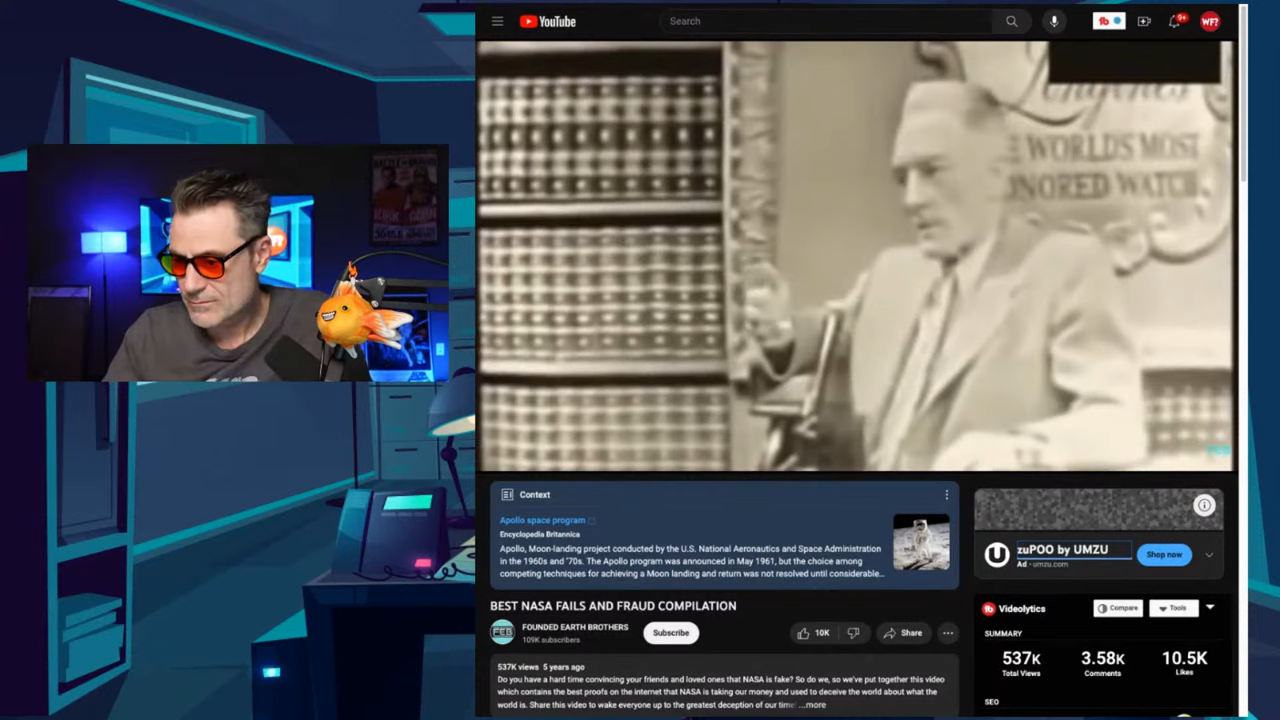 YouTube
Search
9+
WF?
E WORLD'S MOST
ONORED WATCH
FEB
Context
Apollo space program
Encyclopedia Britannica
Apollo, Moon-landing project conducted by the U.S. National Aeronautics and Space Administration
in the 1960s and '70s. The Apollo program was announced in May 1961, but the choice among
competing techniques for achieving a Moon landing and return was not resolved until considerable...
zuPOO by UMZU
Ad · umzu.com
Shop now
BEST NASA FAILS AND FRAUD COMPILATION
FOUNDED EARTH BROTHERS
109K subscribers
Subscribe
10K
Share
537K views 5 years ago
Do you have a hard time convincing your friends and loved ones that NASA is fake? So do we, so we've put together this video
which contains the best proofs on the internet that NASA is taking our money and used to deceive the world about what the
world is. Share this video to wake everyone up to the greatest deception of our time ...more
Videolytics
Compare
Tools
SUMMARY
537K
3.58K
10.5K
Total Views
Comments
Likes
SEO